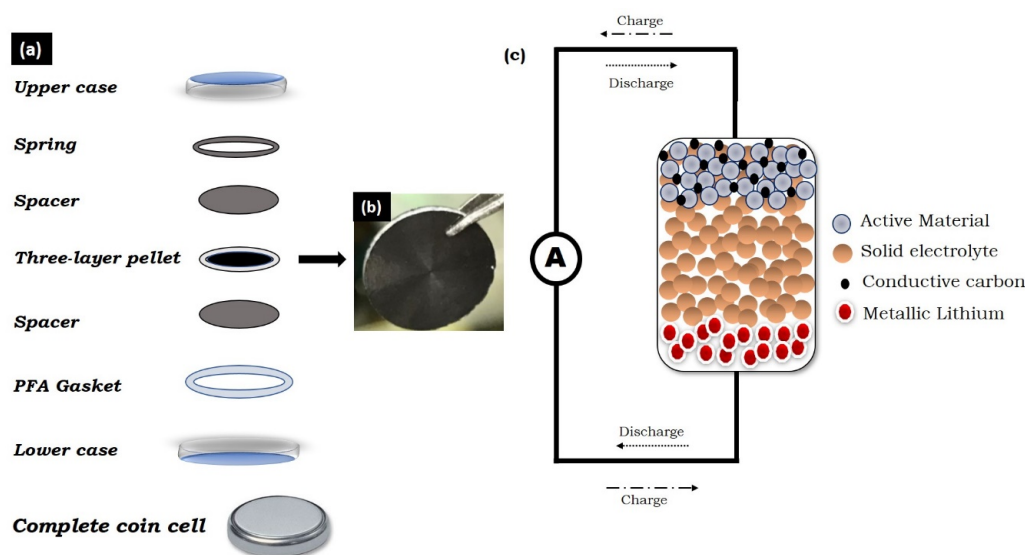 (a)
Upper case
Spring
Spacer
Three-layer pellet
Spacer
PFA Gasket
Lower case
Complete coin cell
(b)
(c)
Charge
Discharge
A
Discharge
Charge
Active Material
Solid electrolyte
Conductive carbon
Metallic Lithium